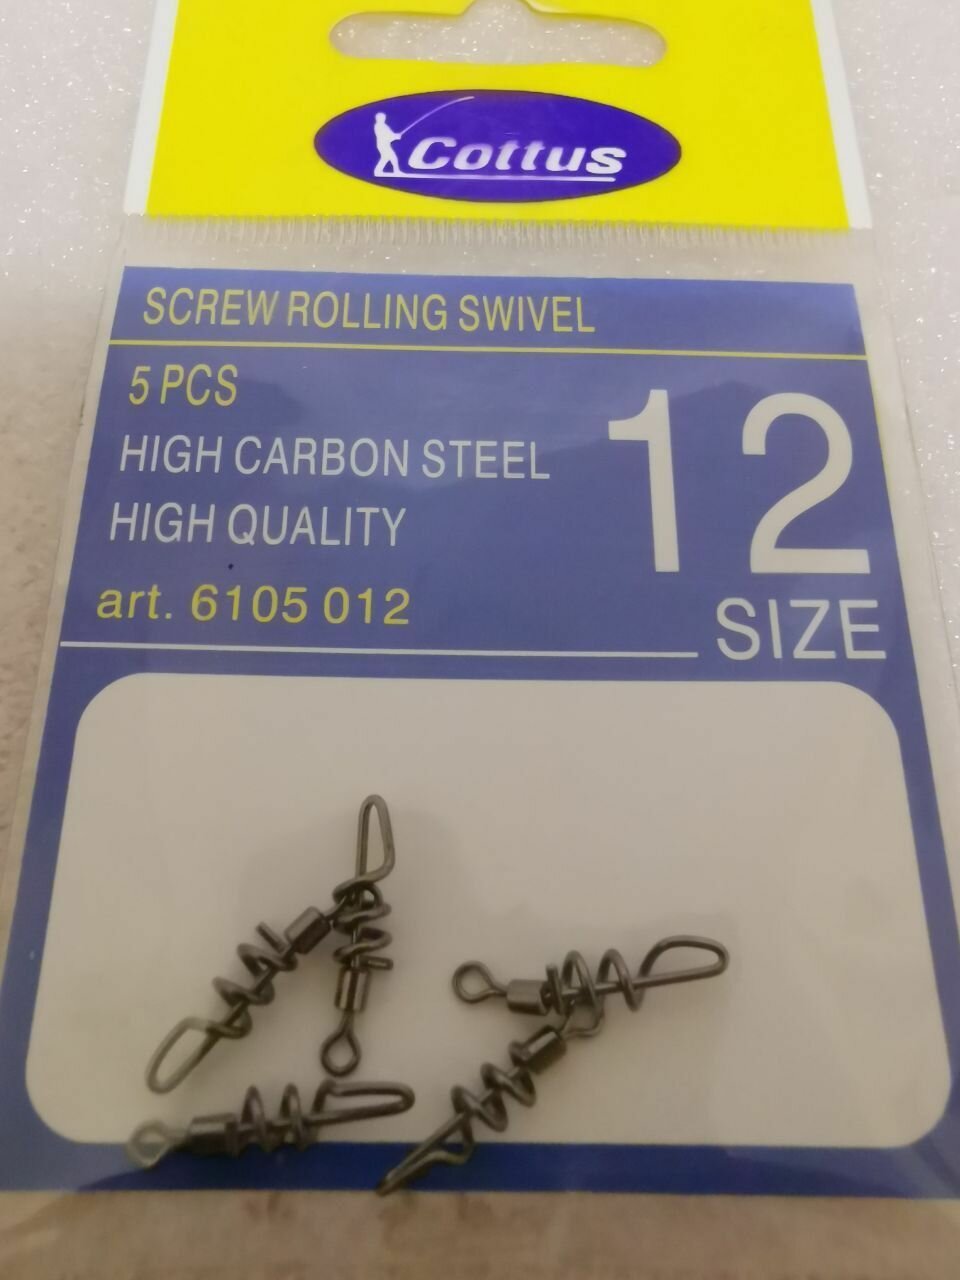 Cottus
SCREW ROLLING SWIVEL
5 PCS
HIGH CARBON STEEL
HIGH QUALITY
12
art. 6105 012
SIZE